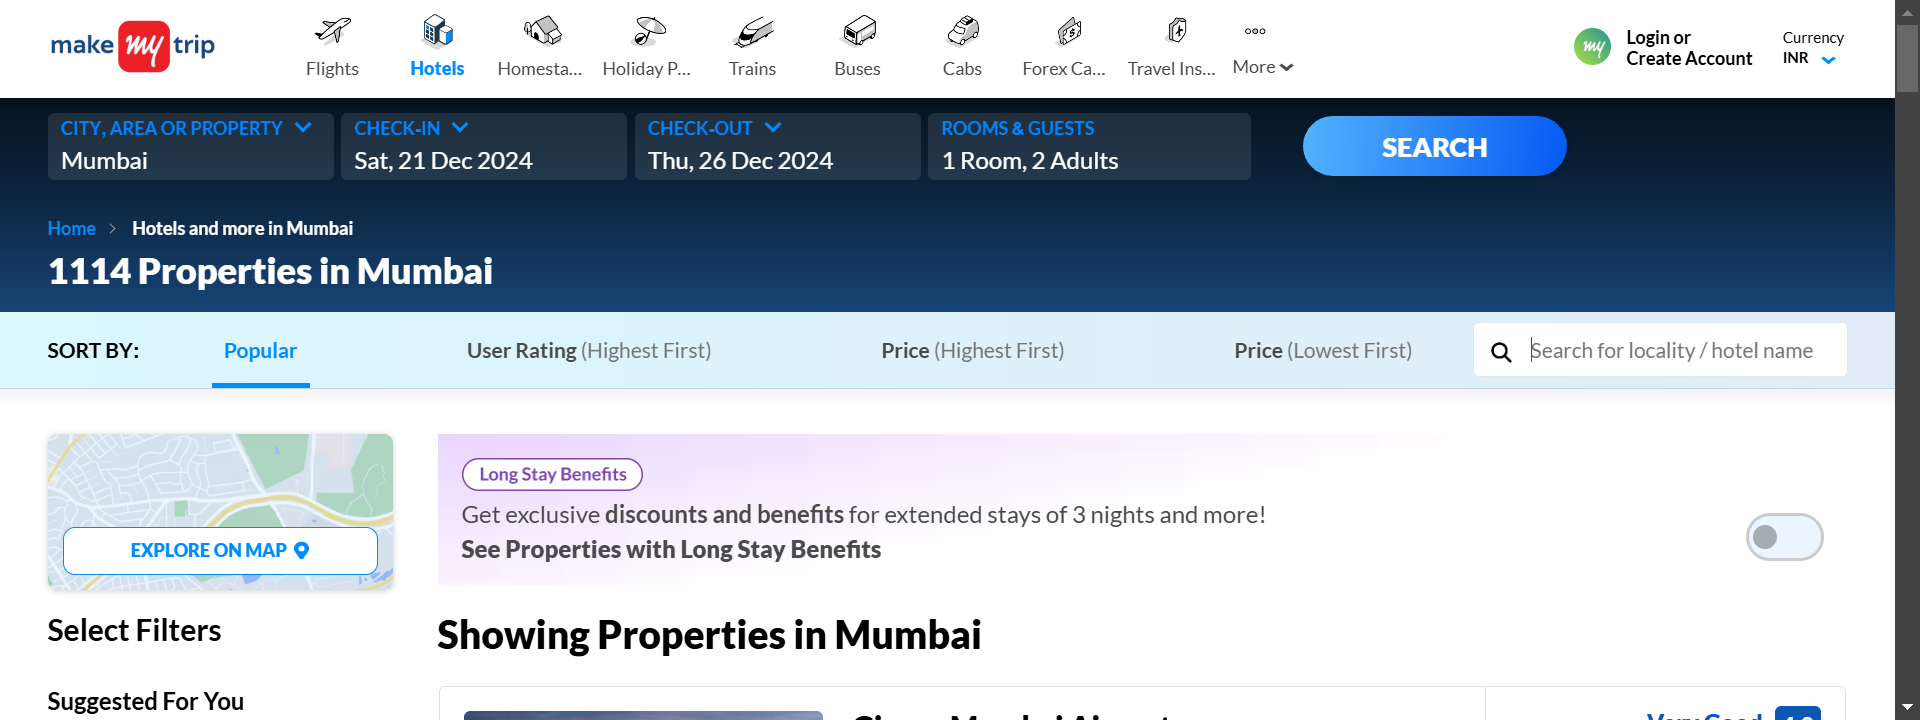 make my trip
Flights
Hotels
Homesta...
Holiday P...
Trains
Buses
Cabs
Forex Ca...
Travel Ins...
More
my
Login or
Create Account
Currency
INR
CITY, AREA OR PROPERTY
Mumbai
CHECK-IN
Sat, 21 Dec 2024
CHECK-OUT
Thu, 26 Dec 2024
ROOMS & GUESTS
1 Room, 2 Adults
SEARCH
Home > Hotels and more in Mumbai
1114 Properties in Mumbai
SORT BY:
Popular
User Rating (Highest First)
Price (Highest First)
Price (Lowest First)
Search for locality / hotel name
EXPLORE ON MAP
Long Stay Benefits
Get exclusive discounts and benefits for extended stays of 3 nights and more!
See Properties with Long Stay Benefits
Select Filters
Showing Properties in Mumbai
Suggested For You
Mumbai Airport
Very Good